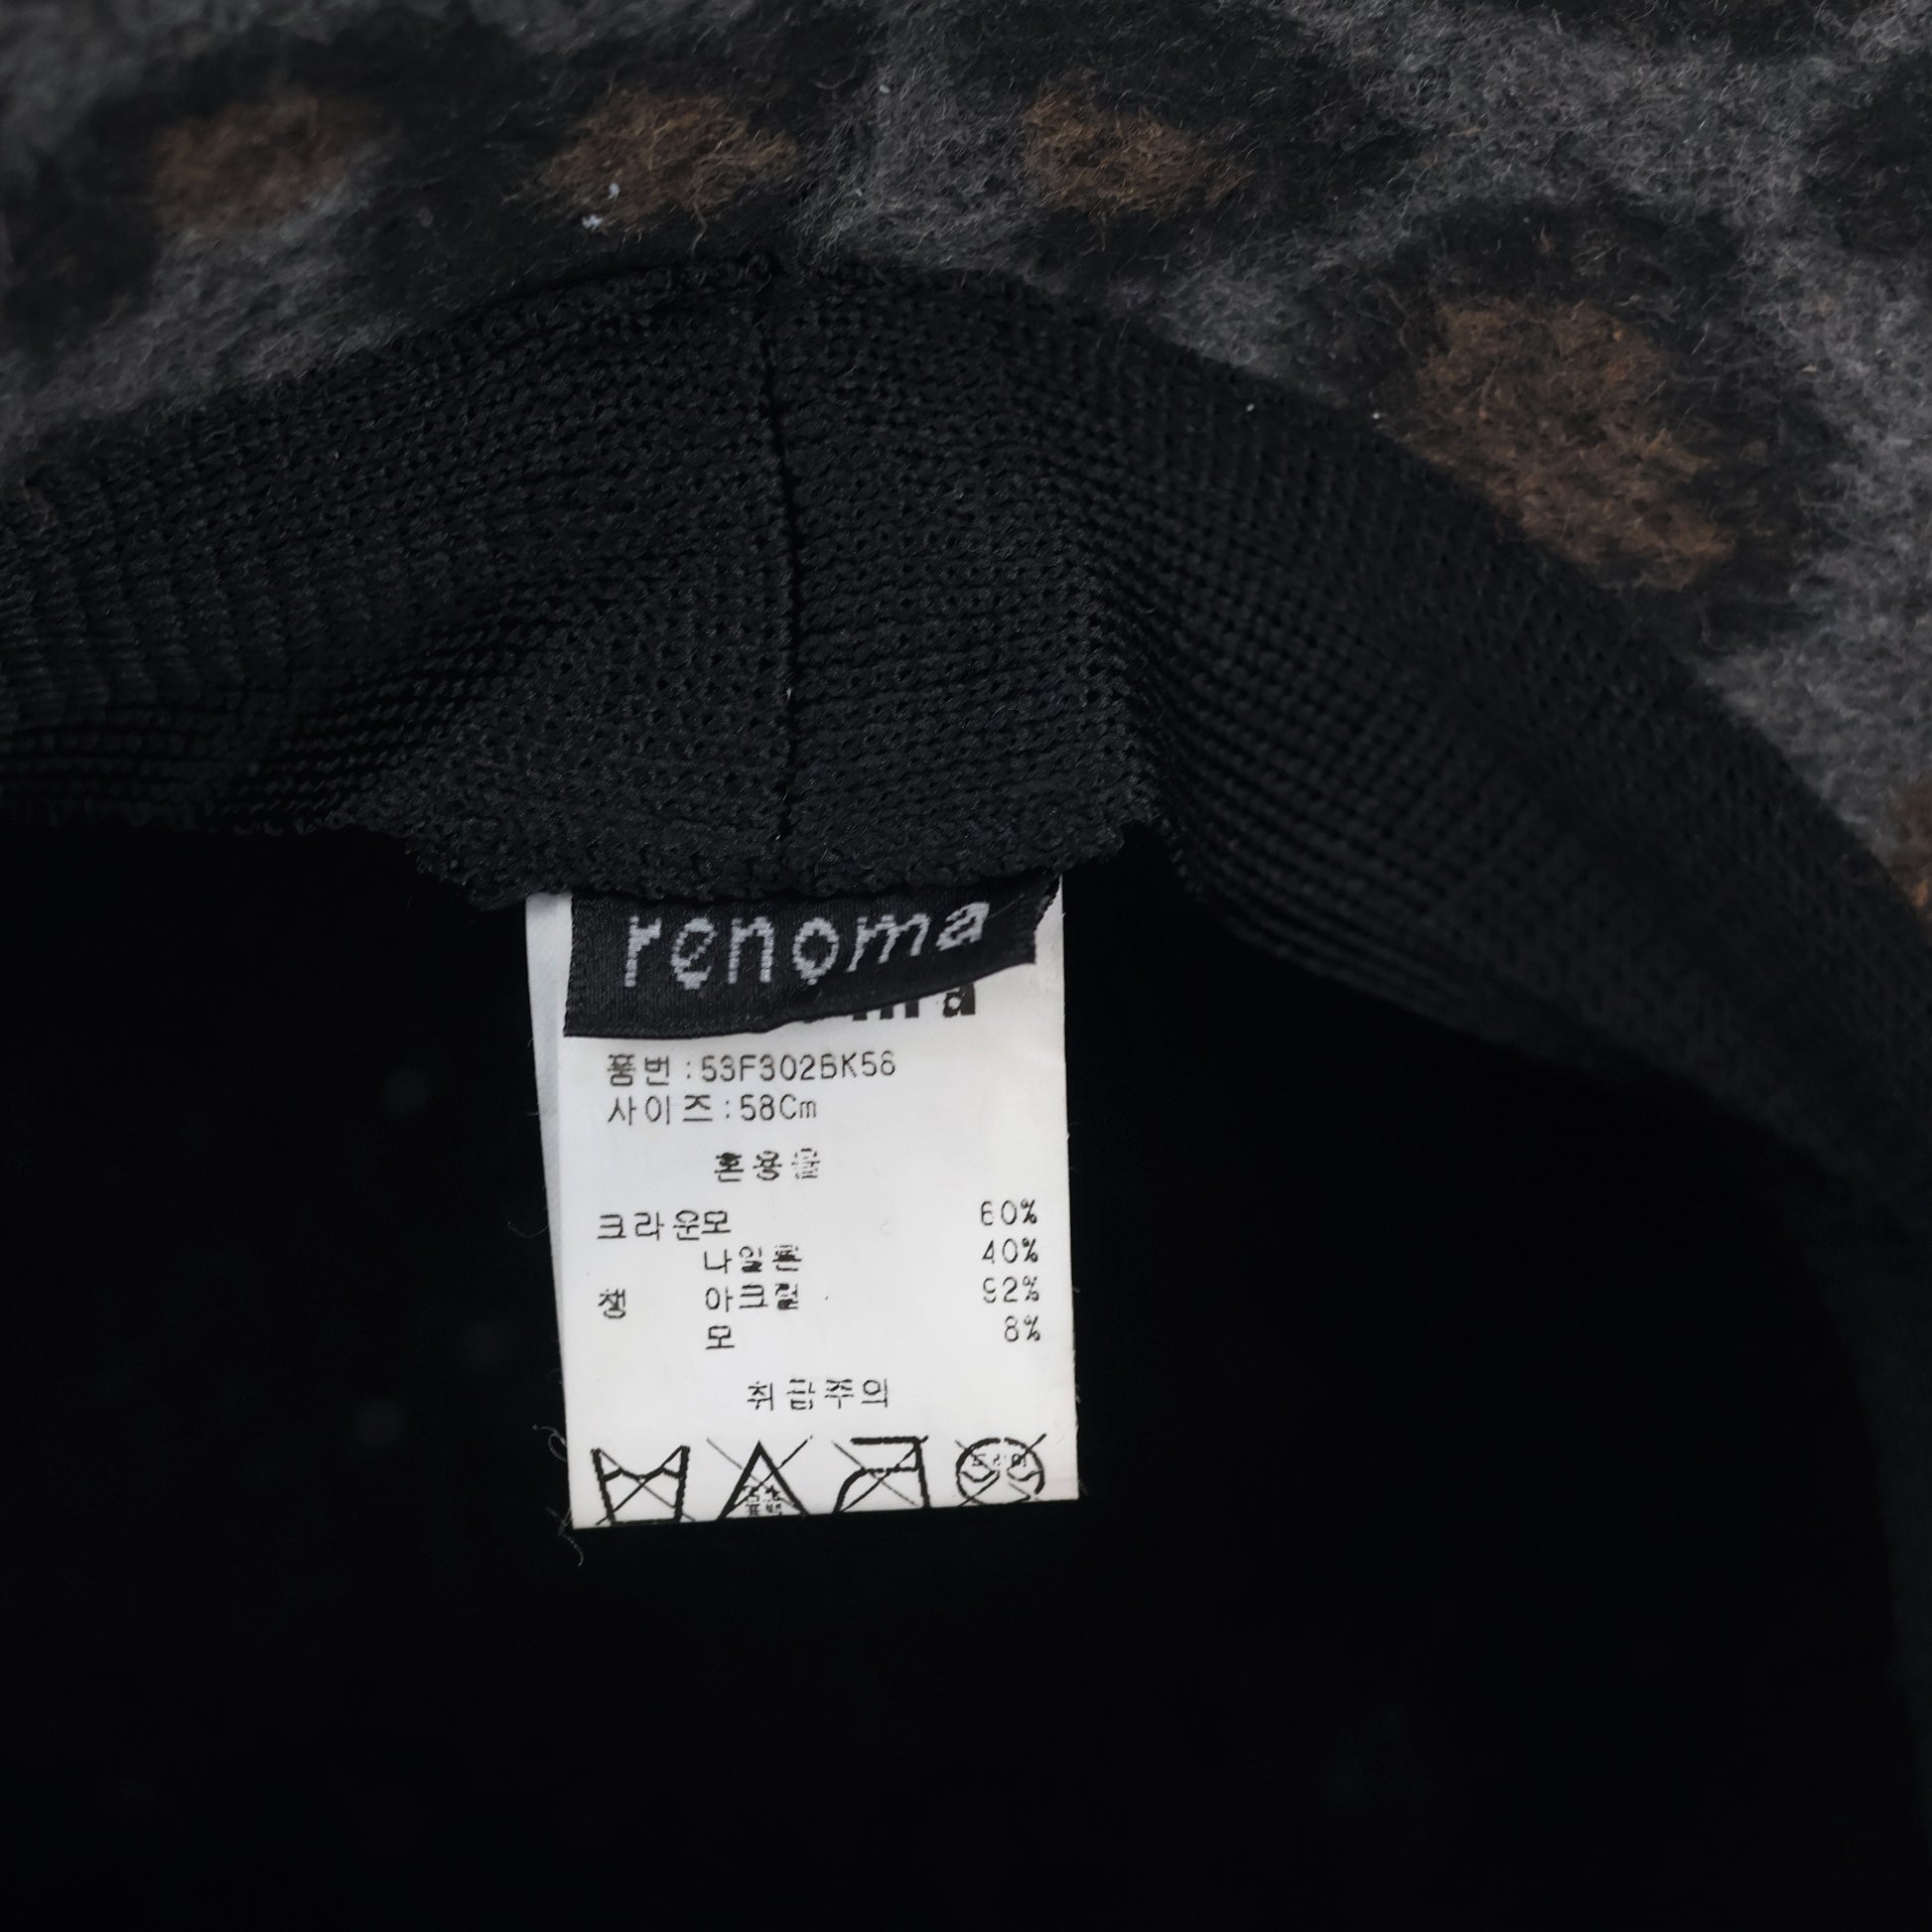 renoma
품번 :53F302BK58
사이즈 :58Cm
혼용율
크라운모 60%
나일론 40%
챙 아크릴 92%
모 8%
취급주의